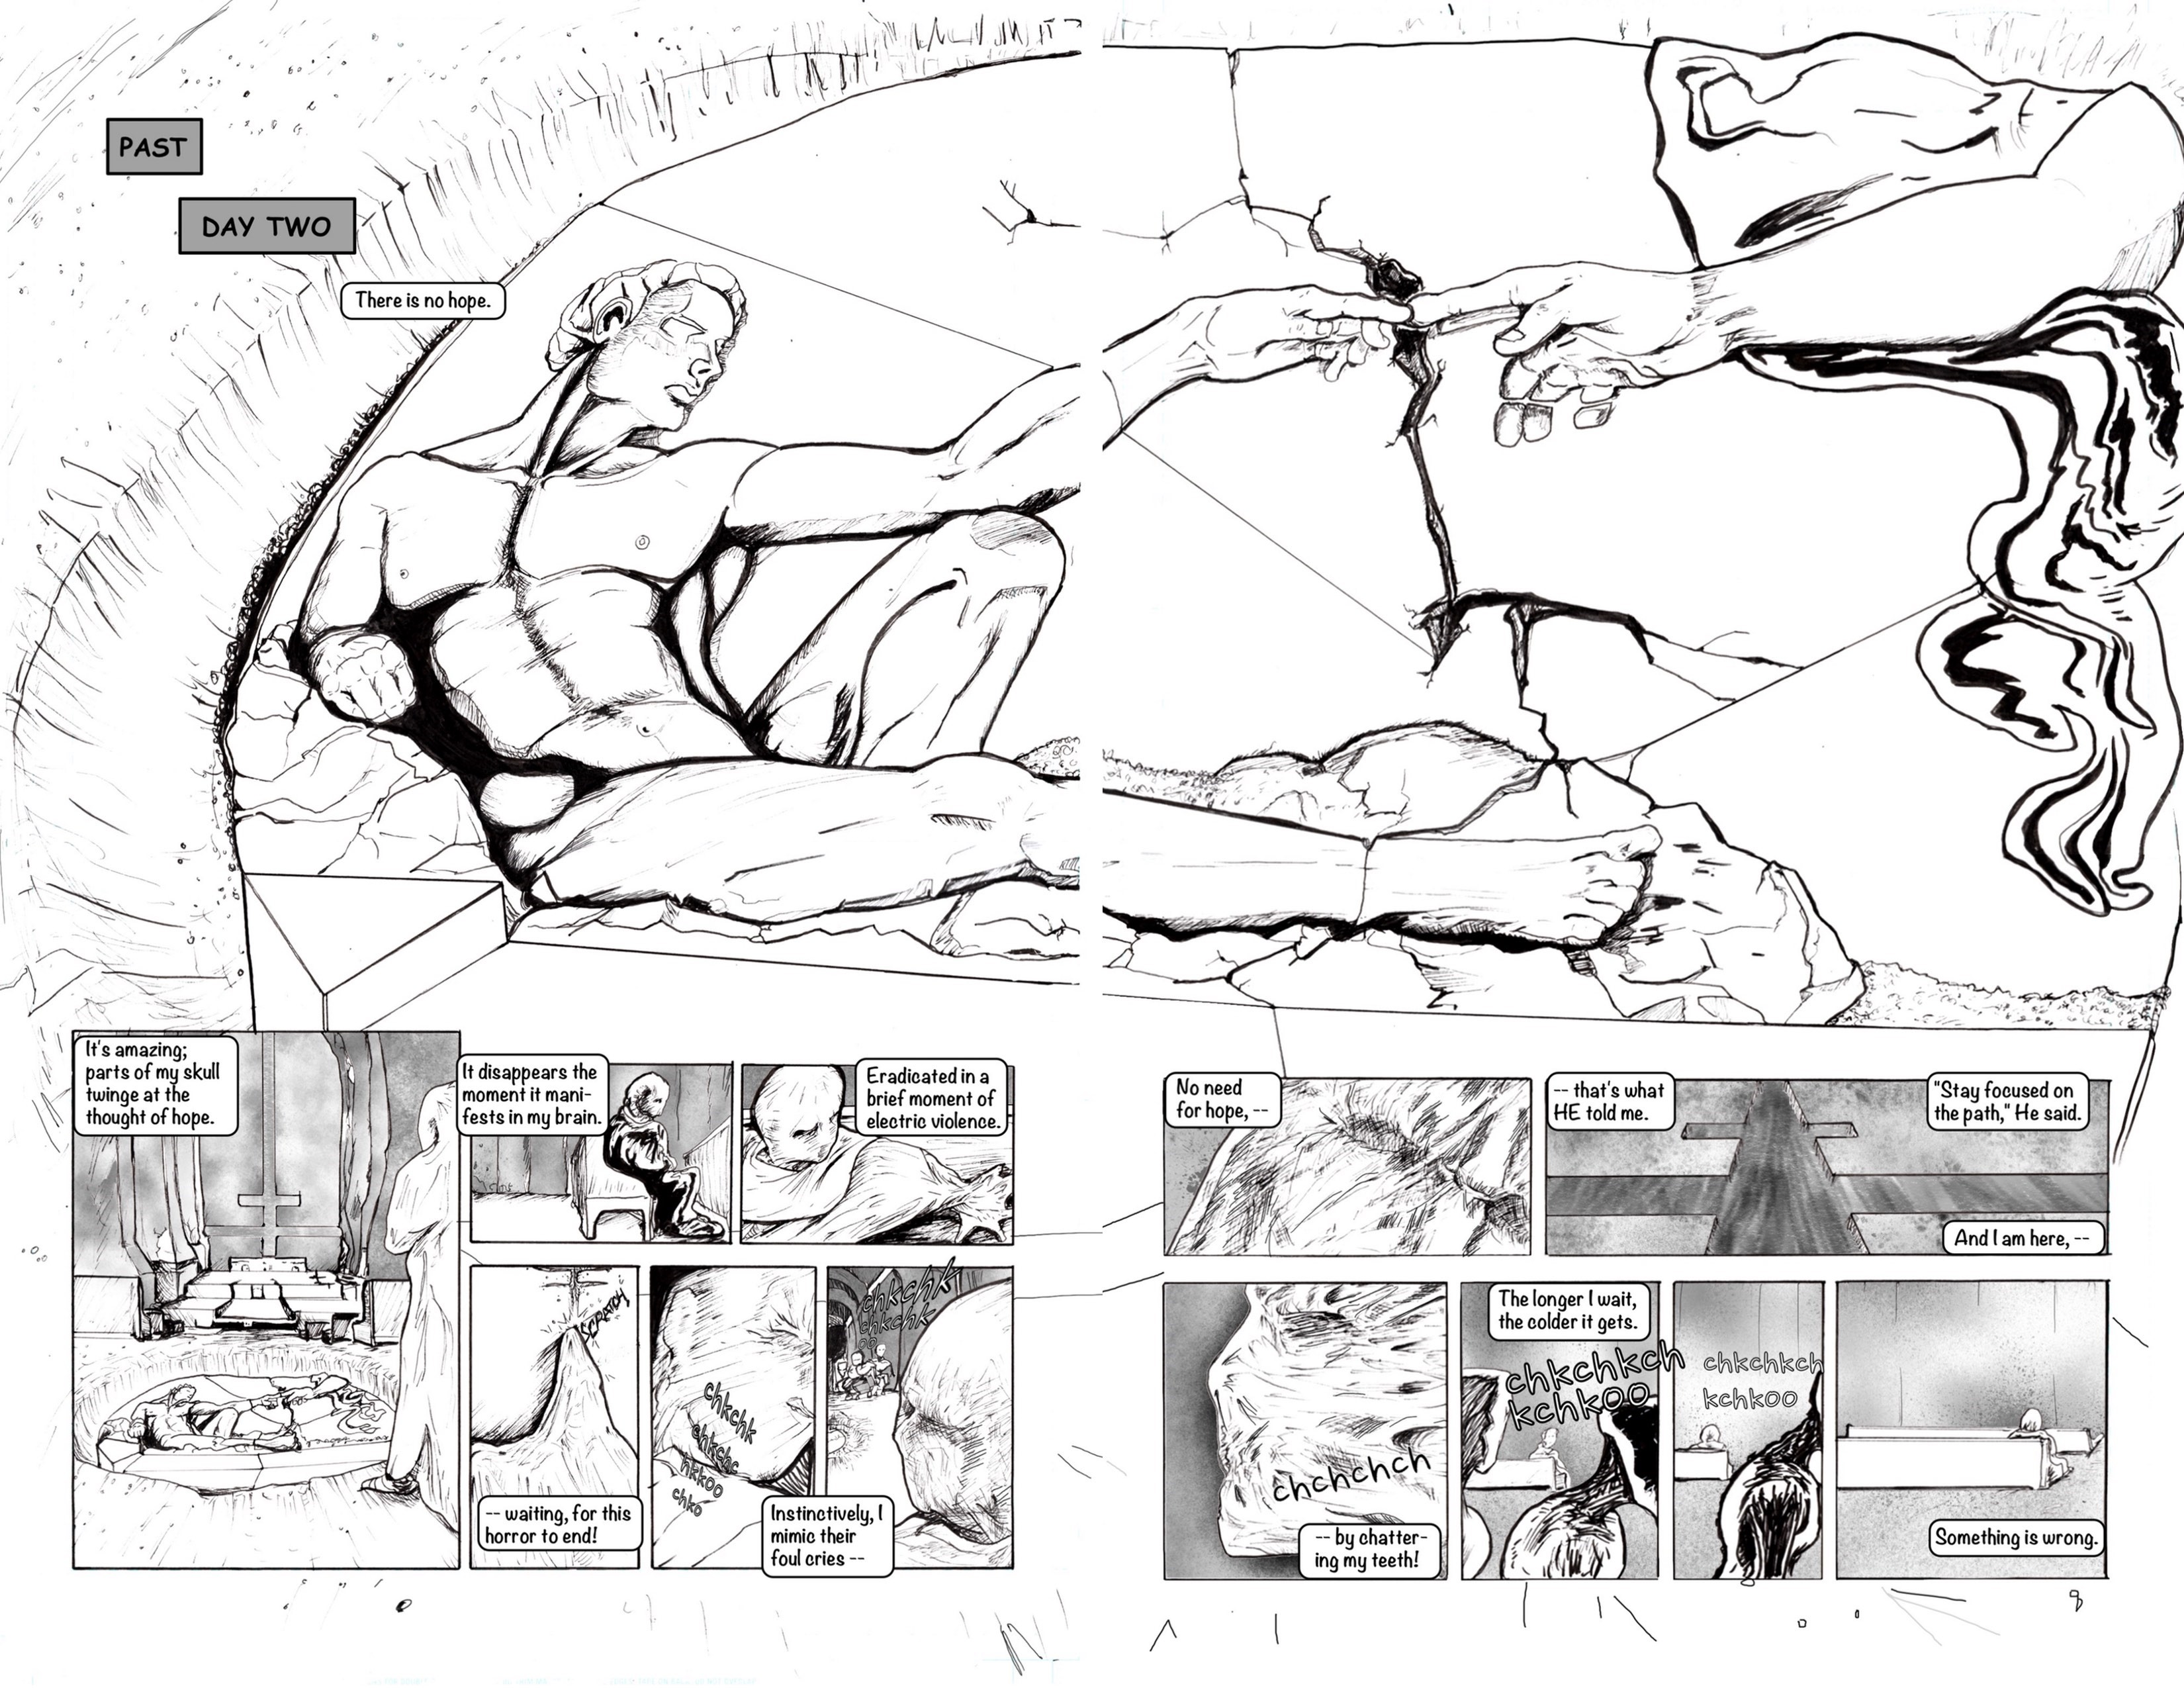 PAST
DAY TWO
There is no hope.
It's amazing;
parts of my skull
twinge at the
thought of hope.
It disappears the
moment it mani-
fests in my brain.
Eradicated in a
brief moment of
electric violence.
No need
for hope, --
-- that's what
HE told me.
"Stay focused on
the path," He said.
And I am here, --
SCRATCH
-- waiting, for this
horror to end!
chkchk
chkchc
hkkoo
chko
chkchk
chkchk
oo
Instinctively, I
mimic their
foul cries --
chchchch
-- by chatter-
ing my teeth!
The longer I wait,
the colder it gets.
chkchkch
kchkoo
chkchkch
kchkoo
Something is wrong.
8